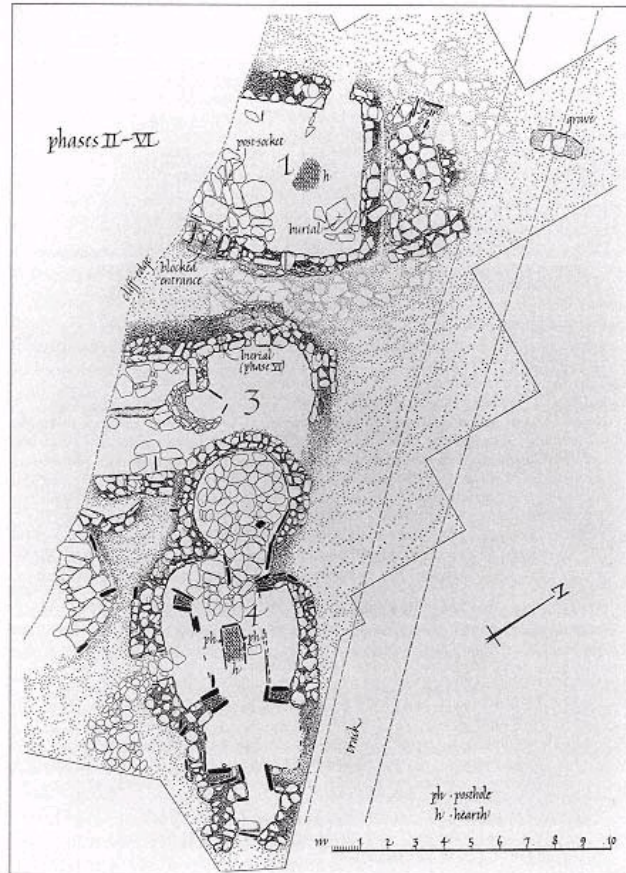 phases II-VI
post-socket
1
h
burial
2
grave
cliff-edge
blocked
entrance
burial
(phase VI)
3
4
ph
ph
h
N
track
ph · posthole
h · hearth
m 1 2 3 4 5 6 7 8 9 10